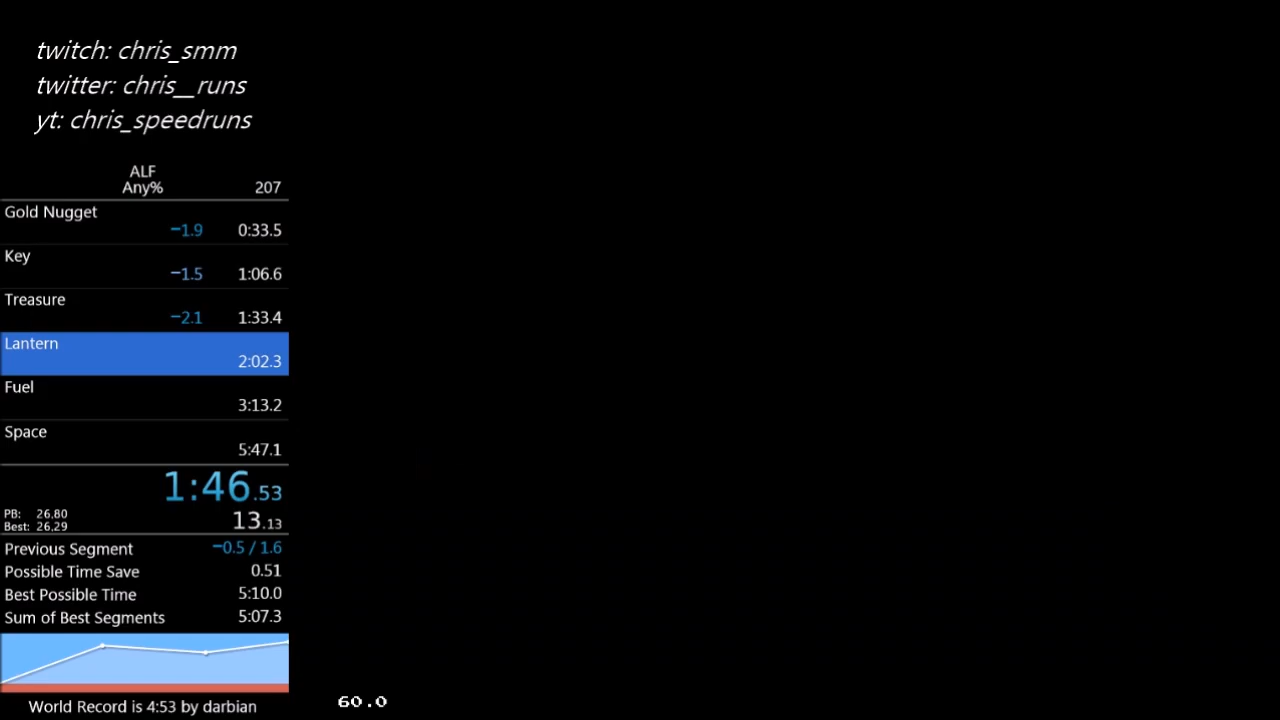 twitch: chris_smm
twitter: chris__runs
yt: chris_speedruns
ALF
Any% 207
Gold Nugget
−1.9 0:33.5
Key
−1.5 1:06.6
Treasure
−2.1 1:33.4
Lantern
2:02.3
Fuel
3:13.2
Space
5:47.1
1:46.53
PB: 26.80
Best: 26.29 13.13
Previous Segment −0.5 / 1.6
Possible Time Save 0.51
Best Possible Time 5:10.0
Sum of Best Segments 5:07.3
World Record is 4:53 by darbian
60.0